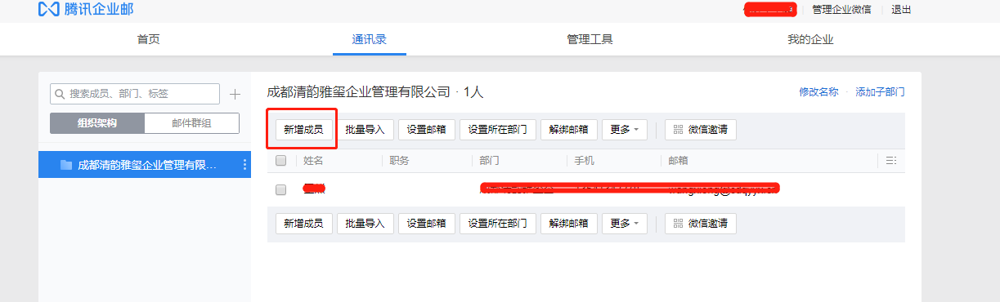 腾讯企业邮
管理企业微信 退出
首页 通讯录 管理工具 我的企业
搜索成员、部门、标签
组织架构 邮件群组
成都清韵雅玺企业管理有限...
成都清韵雅玺企业管理有限公司 · 1人
修改名称 · 添加子部门
新增成员 批量导入 设置邮箱 设置所在部门 解绑邮箱 更多 微信邀请
姓名 职务 部门 手机 邮箱
新增成员 批量导入 设置邮箱 设置所在部门 解绑邮箱 更多 微信邀请